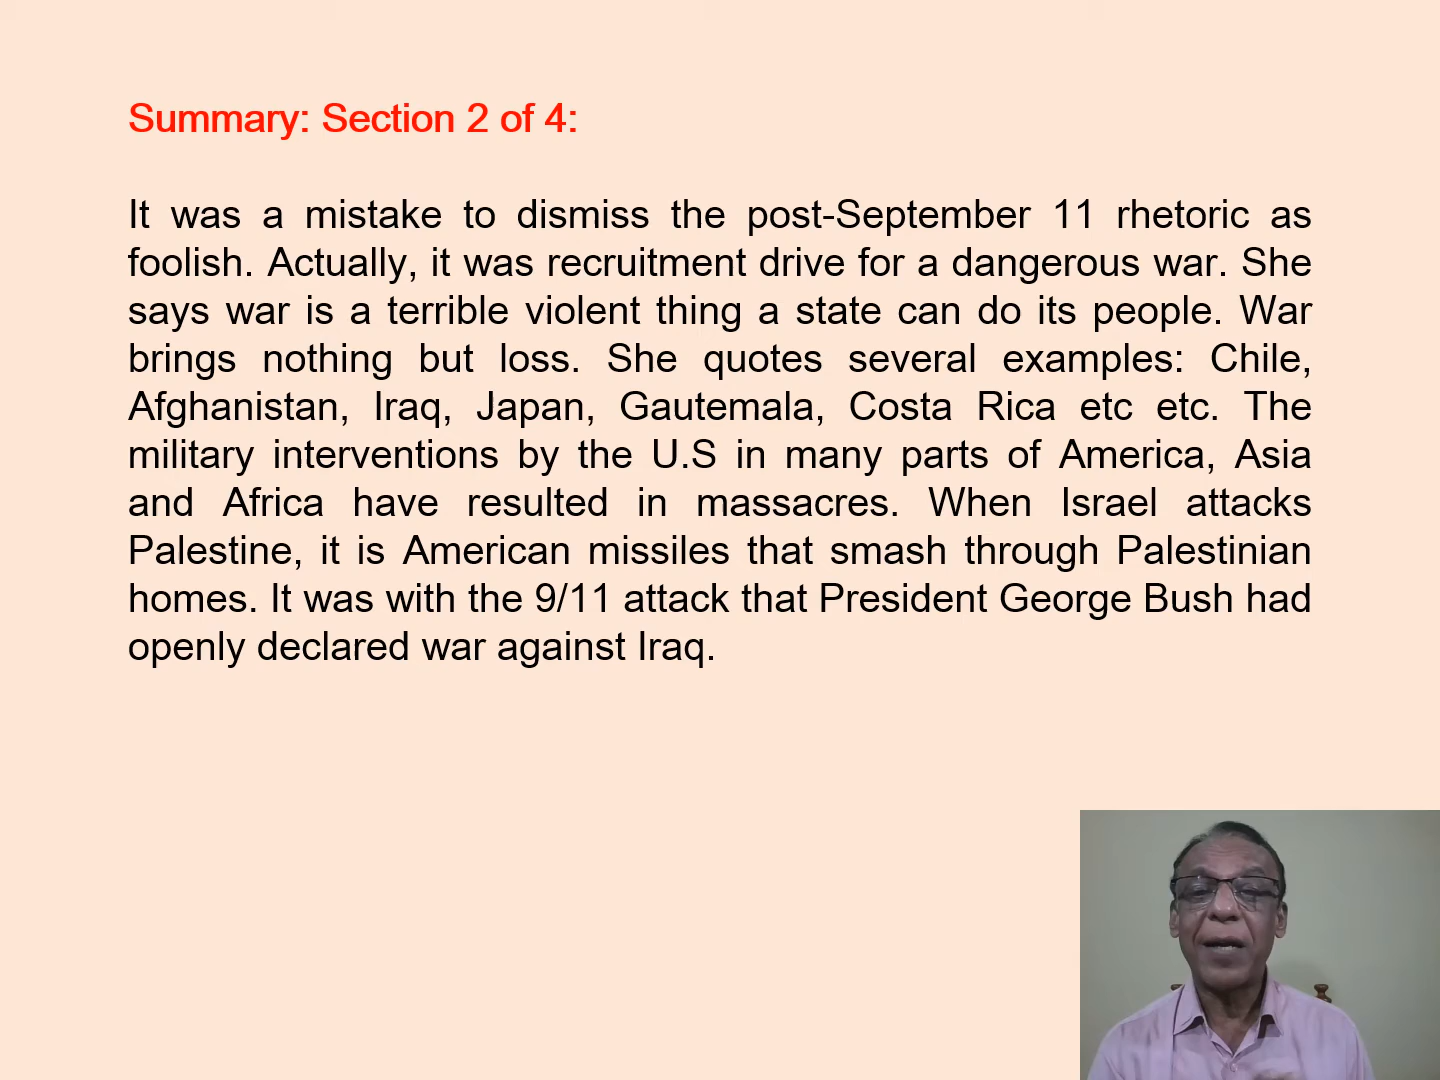 Summary: Section 2 of 4:
It was a mistake to dismiss the post-September 11 rhetoric as
foolish. Actually, it was recruitment drive for a dangerous war. She
says war is a terrible violent thing a state can do its people. War
brings nothing but loss. She quotes several examples: Chile,
Afghanistan, Iraq, Japan, Gautemala, Costa Rica etc etc. The
military interventions by the U.S in many parts of America, Asia
and Africa have resulted in massacres. When Israel attacks
Palestine, it is American missiles that smash through Palestinian
homes. It was with the 9/11 attack that President George Bush had
openly declared war against Iraq.